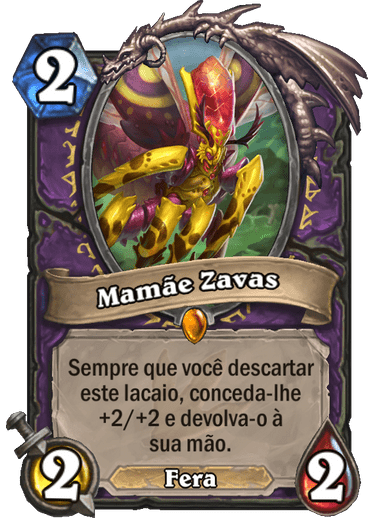 2
Mamãe Zavas
Sempre que você descartar
este lacaio, conceda-lhe
+2/+2 e devolva-o à
sua mão.
2
Fera
2